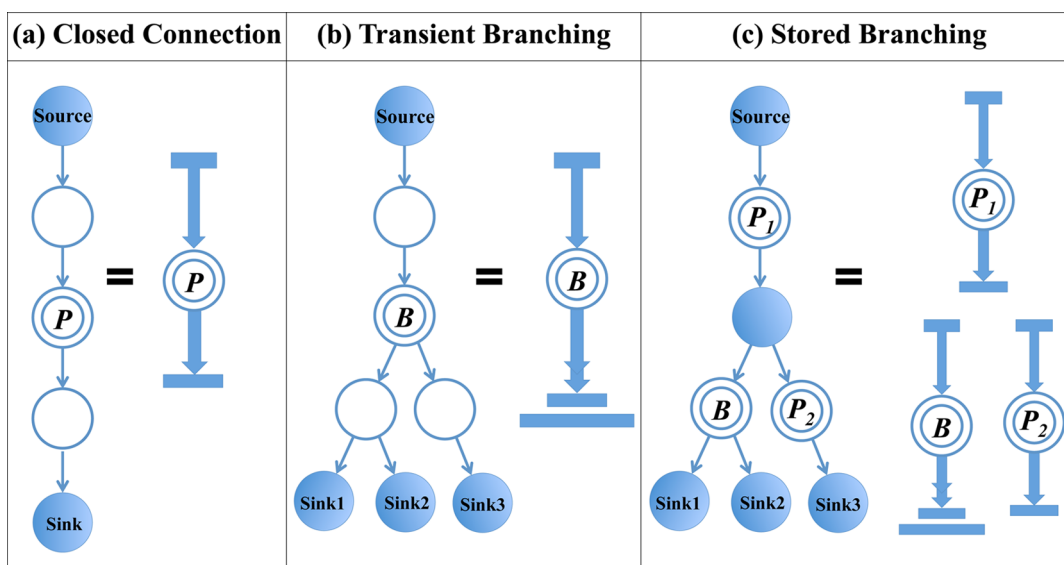 (a) Closed Connection
(b) Transient Branching
(c) Stored Branching
Source
P
Sink
=
P
Source
B
Sink1
Sink2
Sink3
=
B
Source
P1
B
P2
Sink1
Sink2
Sink3
=
P1
B
P2